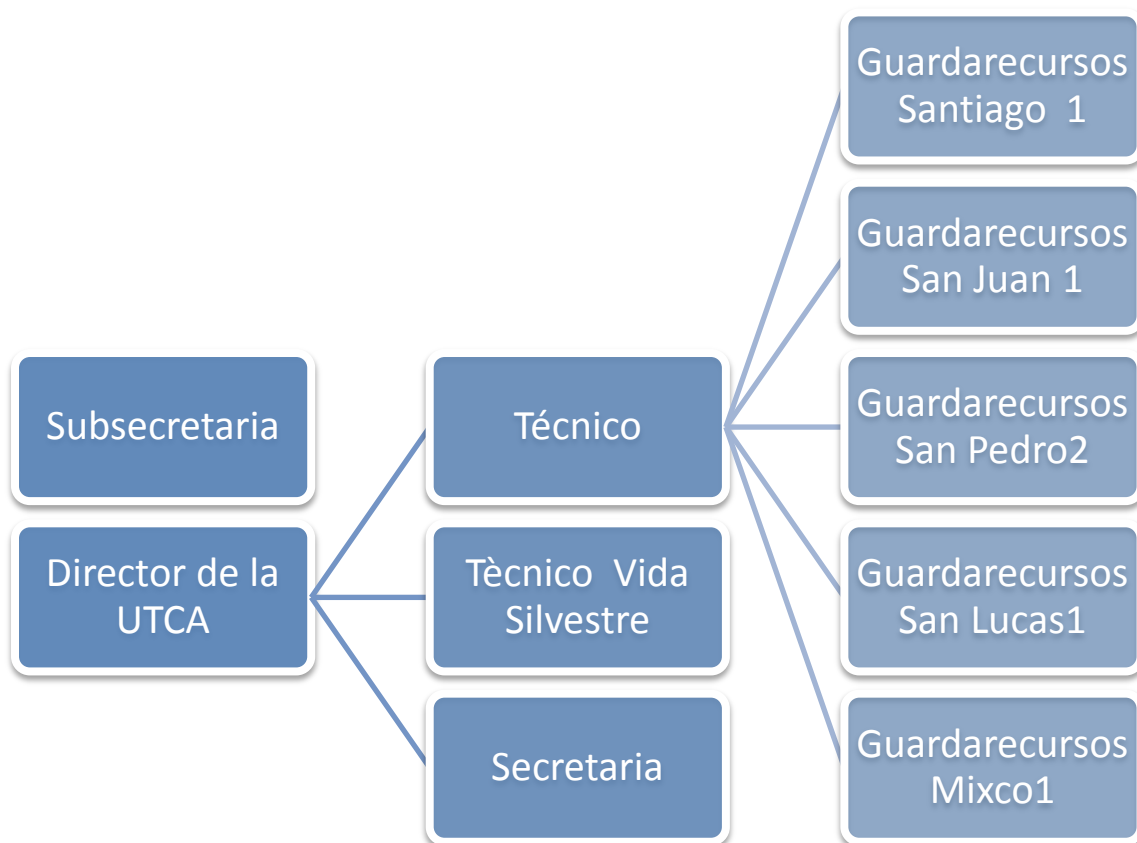 Subsecretaria
Director de la
UTCA
Técnico
Tècnico  Vida
Silvestre
Secretaria
Guardarecursos
Santiago  1
Guardarecursos
San Juan 1
Guardarecursos
San Pedro2
Guardarecursos
San Lucas1
Guardarecursos
Mixco1